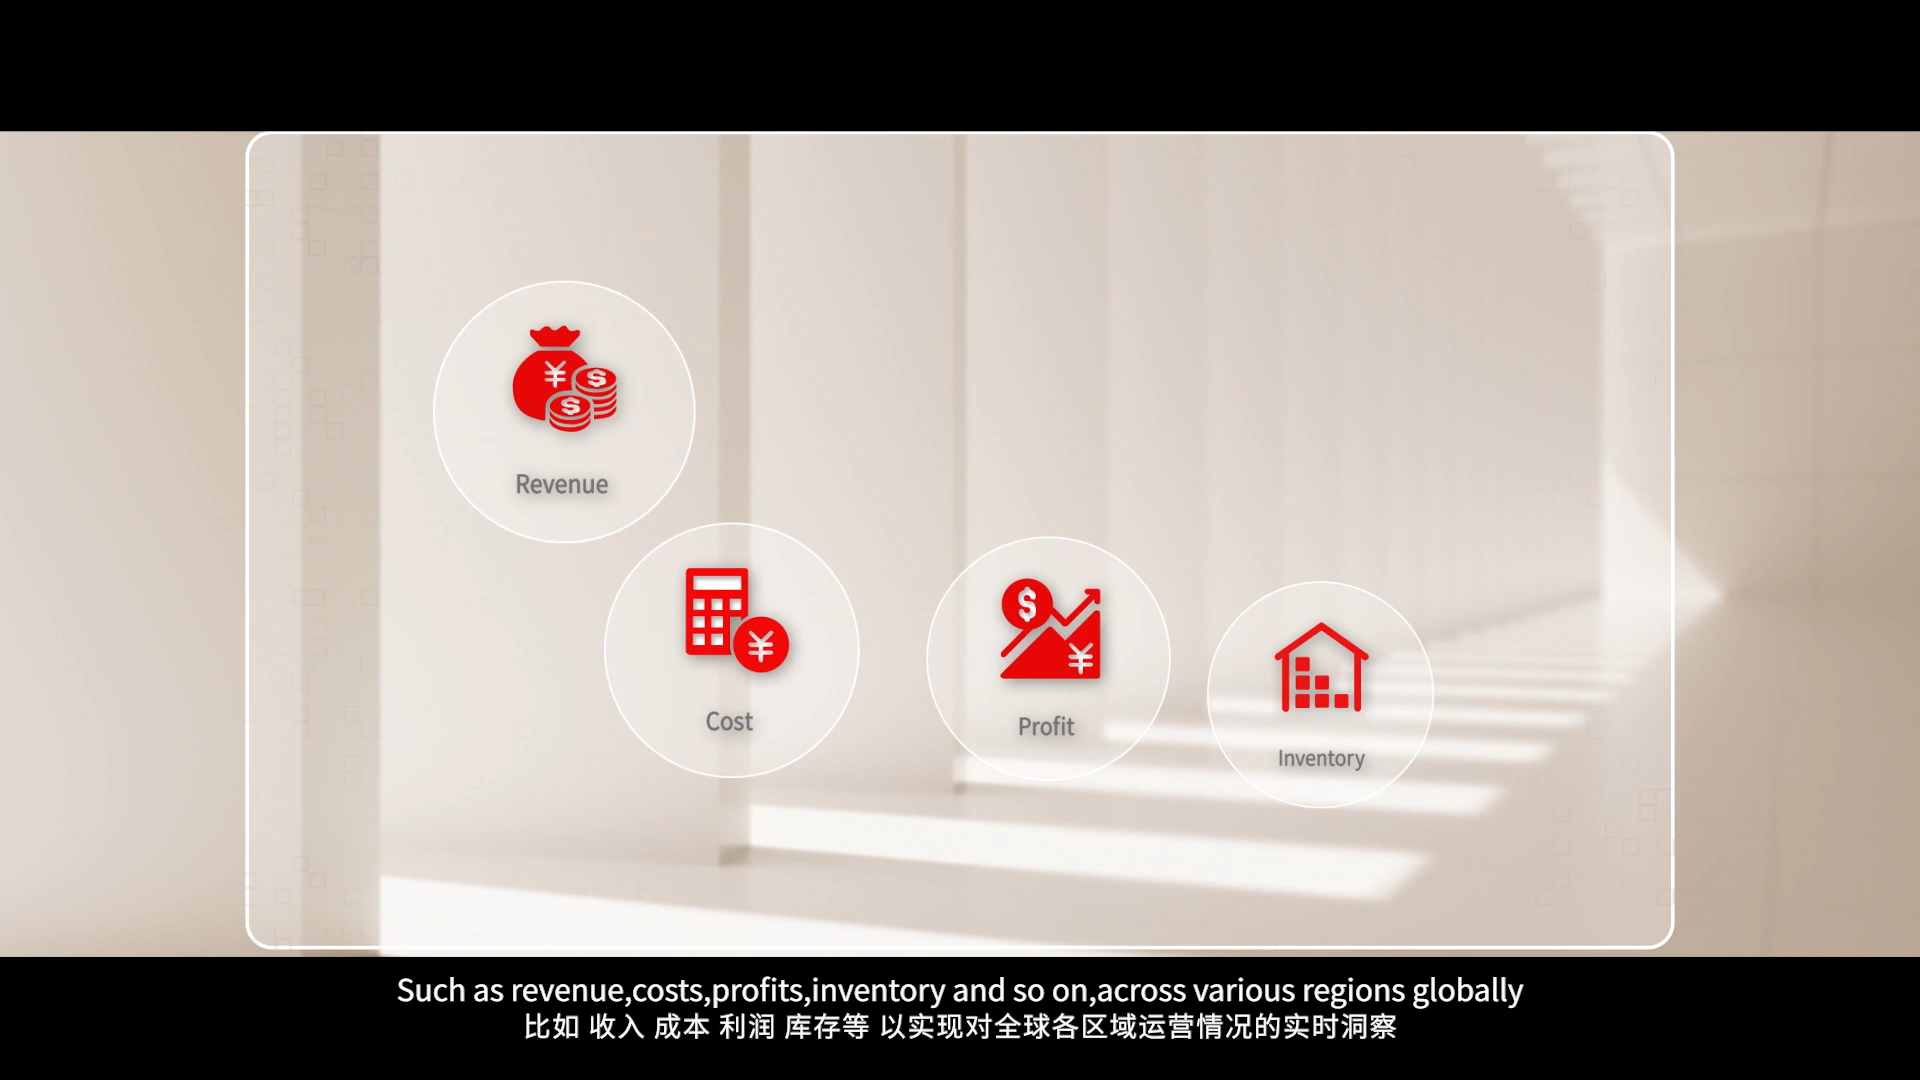 Revenue
Cost
Profit
Inventory
Such as revenue,costs,profits,inventory and so on,across various regions globally
比如 收入 成本 利润 库存等 以实现对全球各区域运营情况的实时洞察